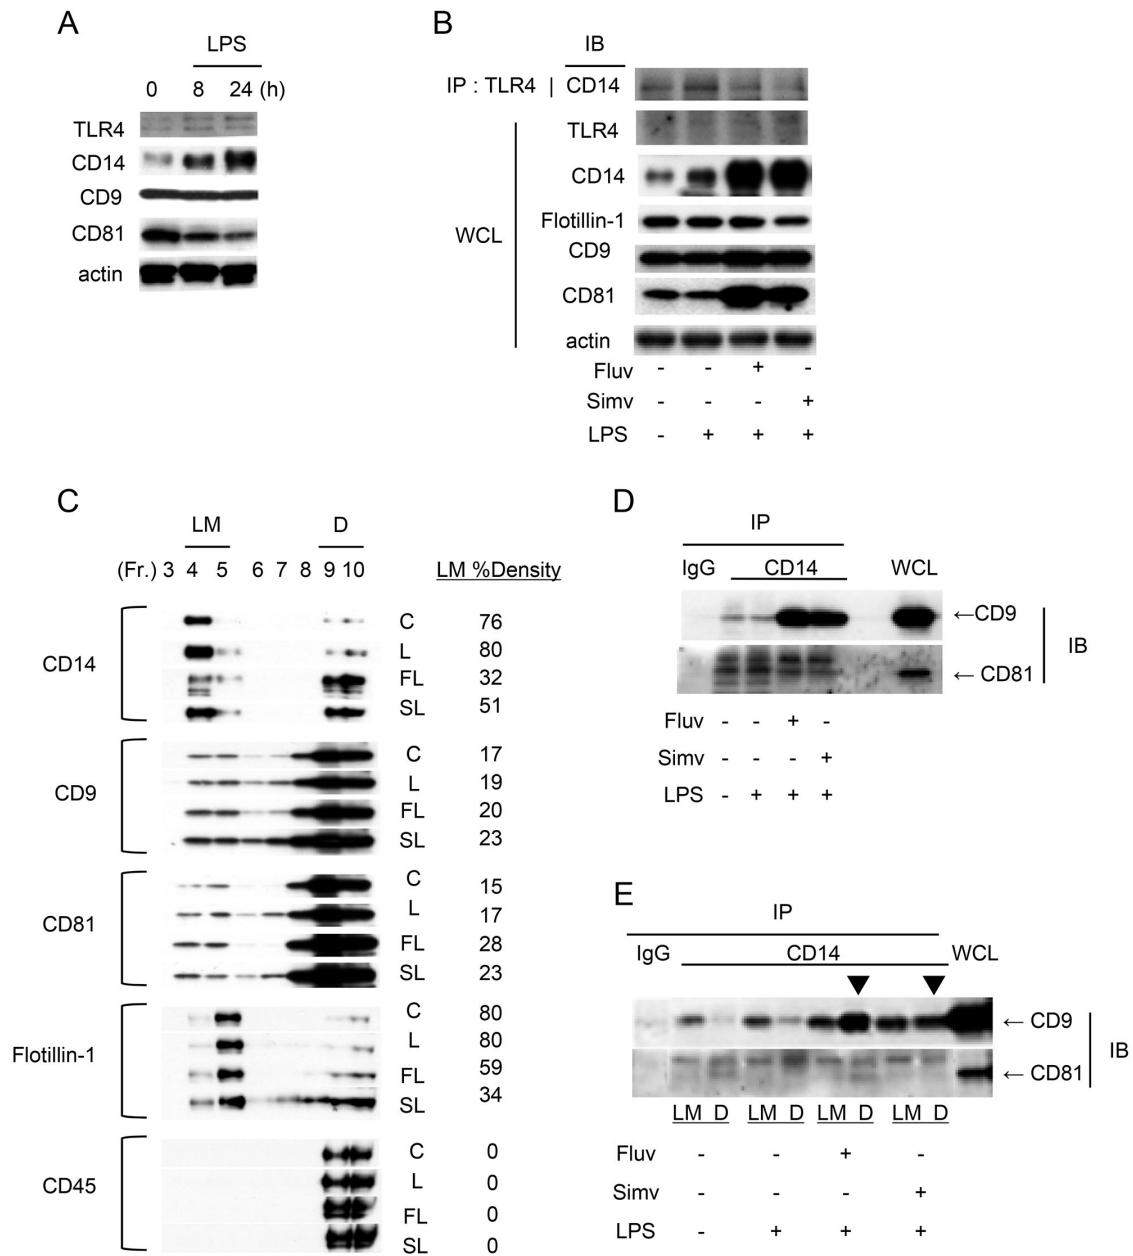 A
LPS
0 8 24 (h)
TLR4
CD14
CD9
CD81
actin
B
IB
IP : TLR4 | CD14
TLR4
CD14
Flotillin-1
WCL
CD9
CD81
actin
Fluv - - + -
Simv - - - +
LPS - + + +
C
LM D
(Fr.) 3 4 5 6 7 8 9 10 LM %Density
CD14
C 76
L 80
FL 32
SL 51
CD9
C 17
L 19
FL 20
SL 23
CD81
C 15
L 17
FL 28
SL 23
Flotillin-1
C 80
L 80
FL 59
SL 34
CD45
C 0
L 0
FL 0
SL 0
D
IP
IgG CD14 WCL
←CD9
IB
← CD81
Fluv - - + -
Simv - - - +
LPS - + + +
E
IP
IgG CD14 WCL
← CD9
IB
← CD81
LM D LM D LM D LM D
Fluv - - + -
Simv - - - +
LPS - + + +